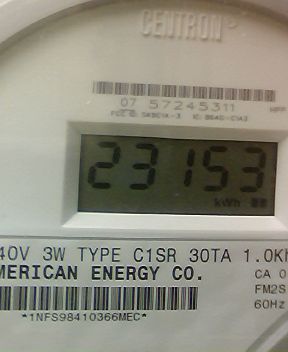 CENTRON
07 57245311
23153
kWh
40V 3W TYPE C1SR 30TA 1.0Kh
MERICAN ENERGY CO.
CA 0
FM2S
60Hz
*1NFS98410366MEC*